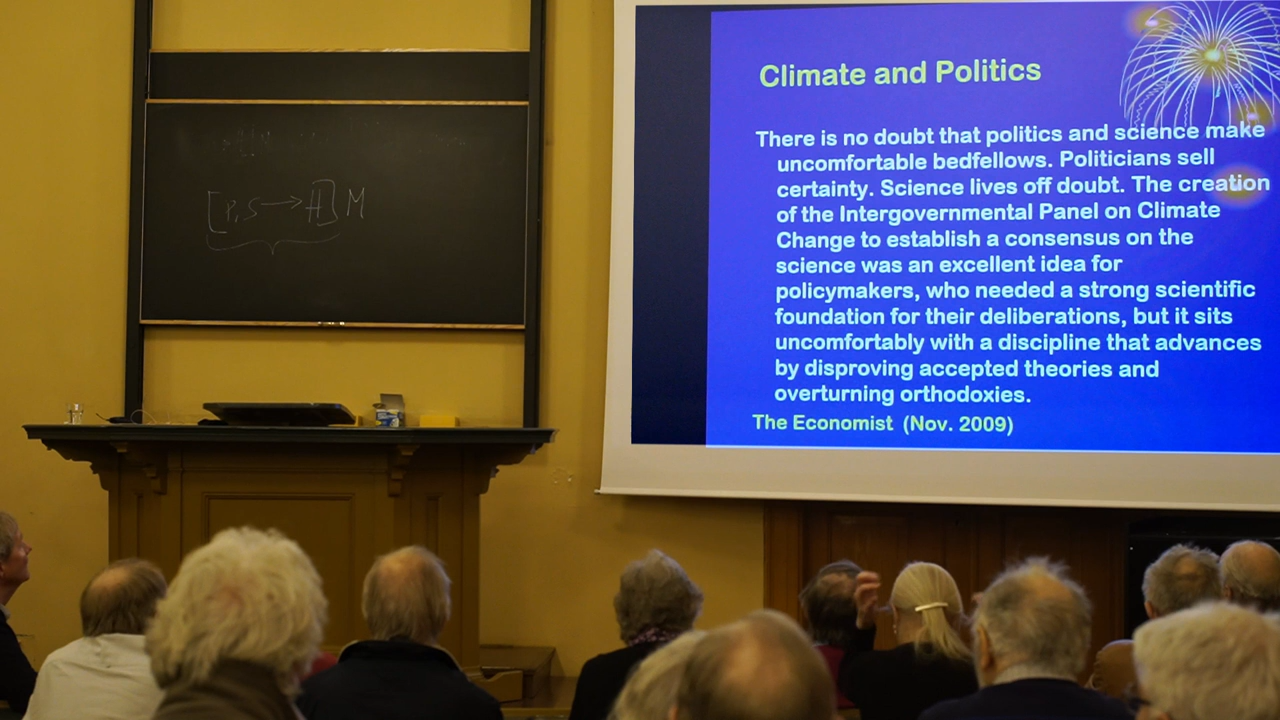 [P,S → H] M
Climate and Politics
There is no doubt that politics and science make
uncomfortable bedfellows. Politicians sell
certainty. Science lives off doubt. The creation
of the Intergovernmental Panel on Climate
Change to establish a consensus on the
science was an excellent idea for
policymakers, who needed a strong scientific
foundation for their deliberations, but it sits
uncomfortably with a discipline that advances
by disproving accepted theories and
overturning orthodoxies.
The Economist (Nov. 2009)